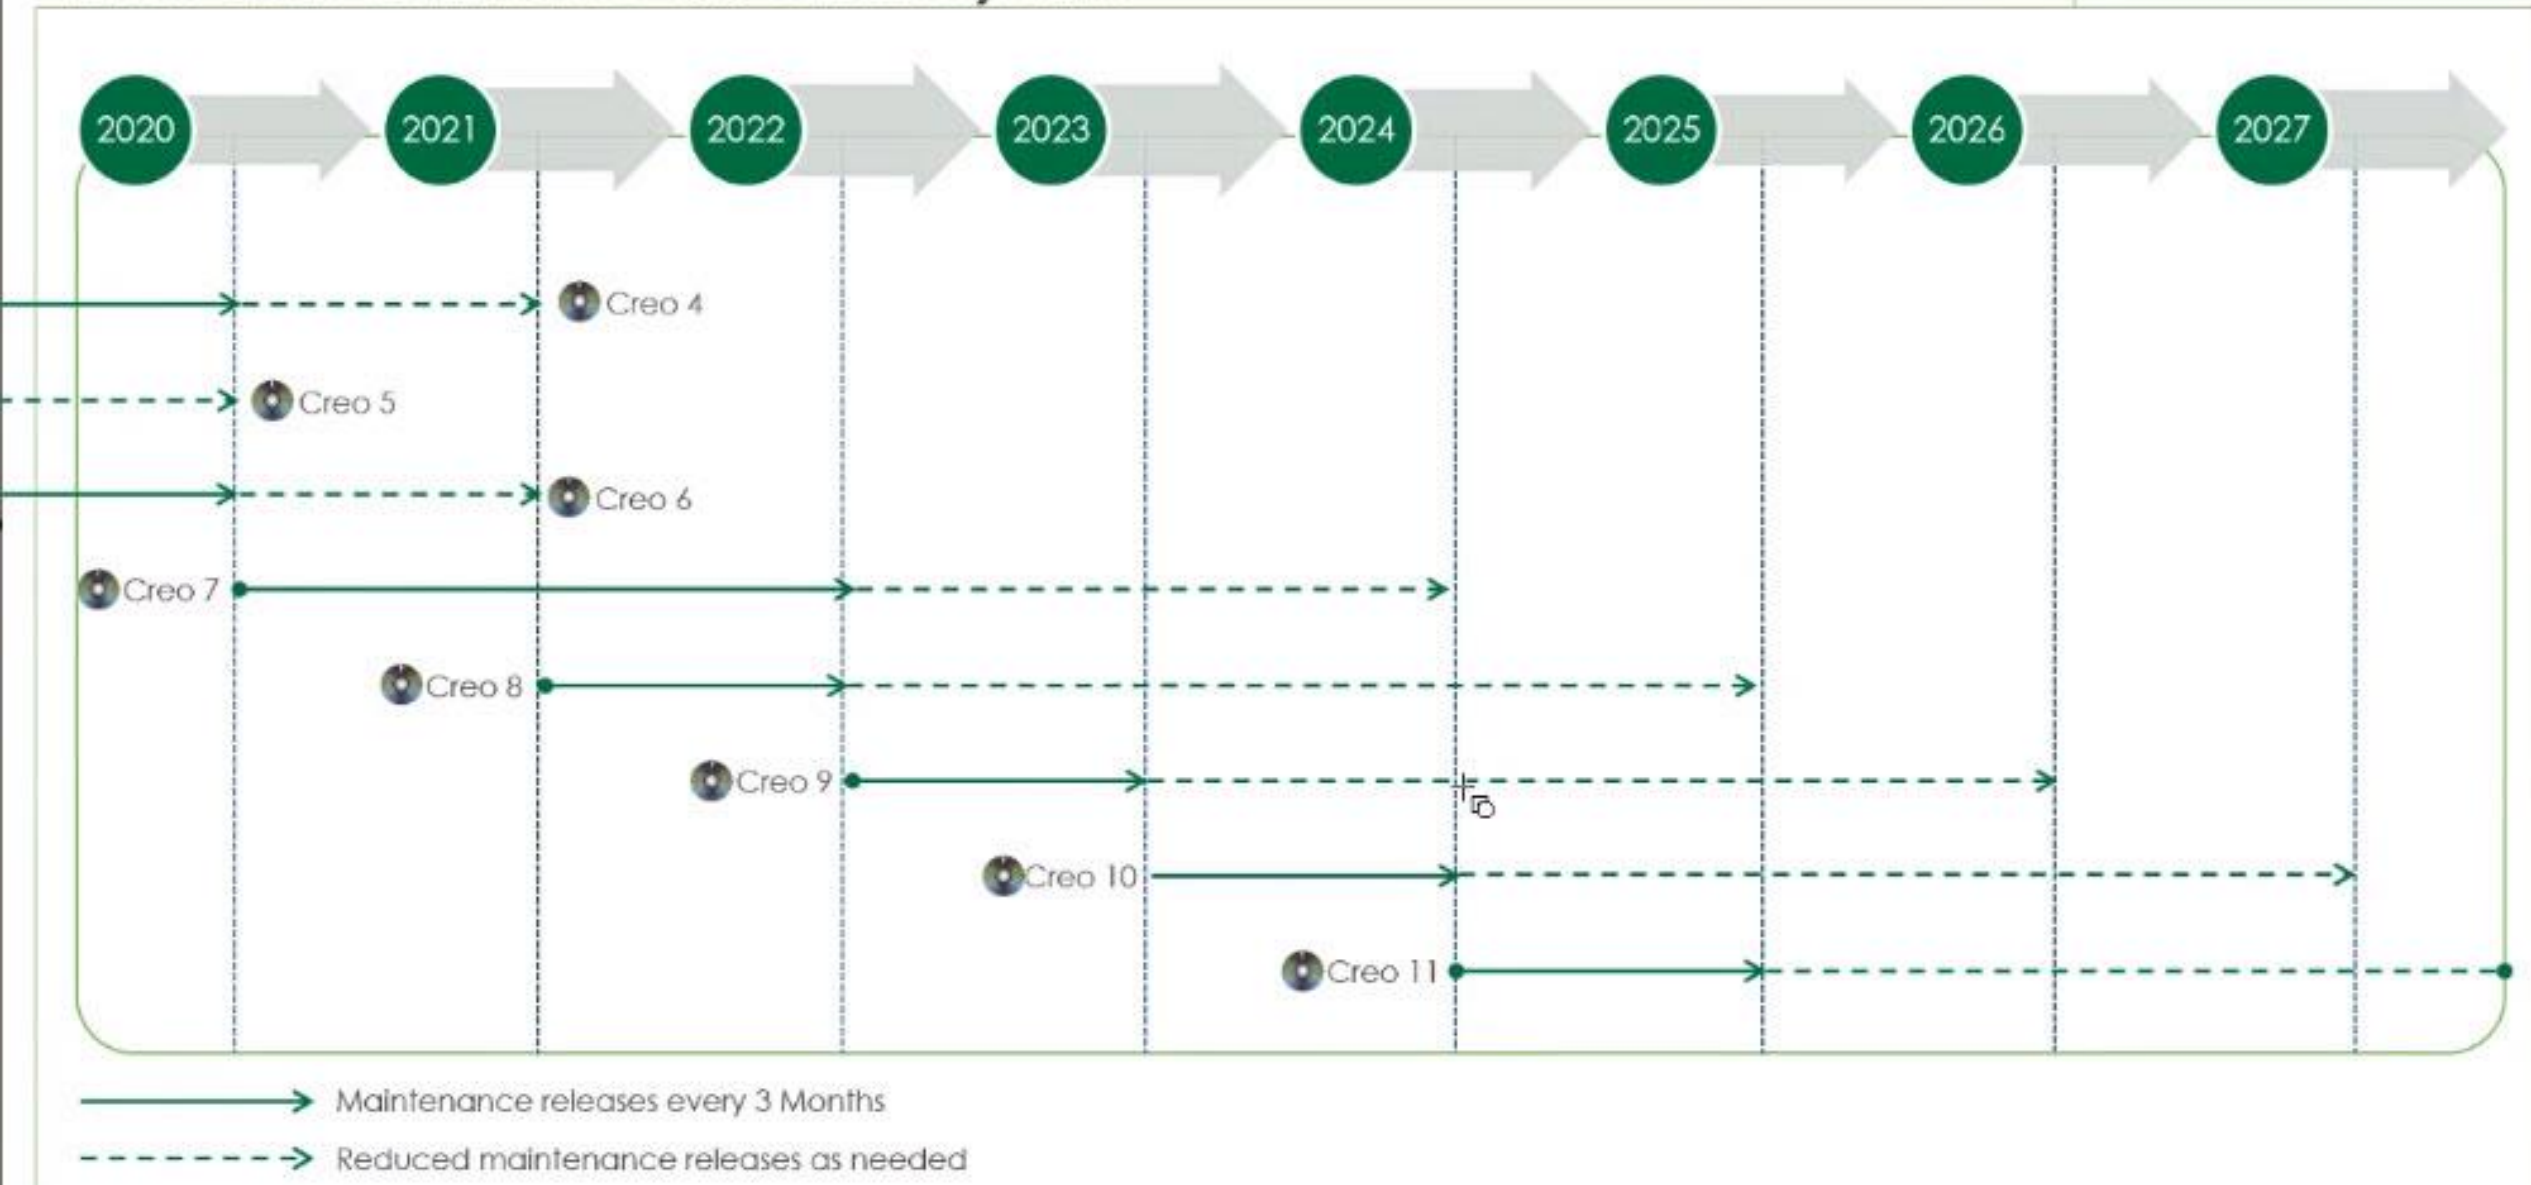 2020 2021 2022 2023 2024 2025 2026 2027
Creo 4
Creo 5
Creo 6
Creo 7
Creo 8
Creo 9
Creo 10
Creo 11
Maintenance releases every 3 Months
Reduced maintenance releases as needed